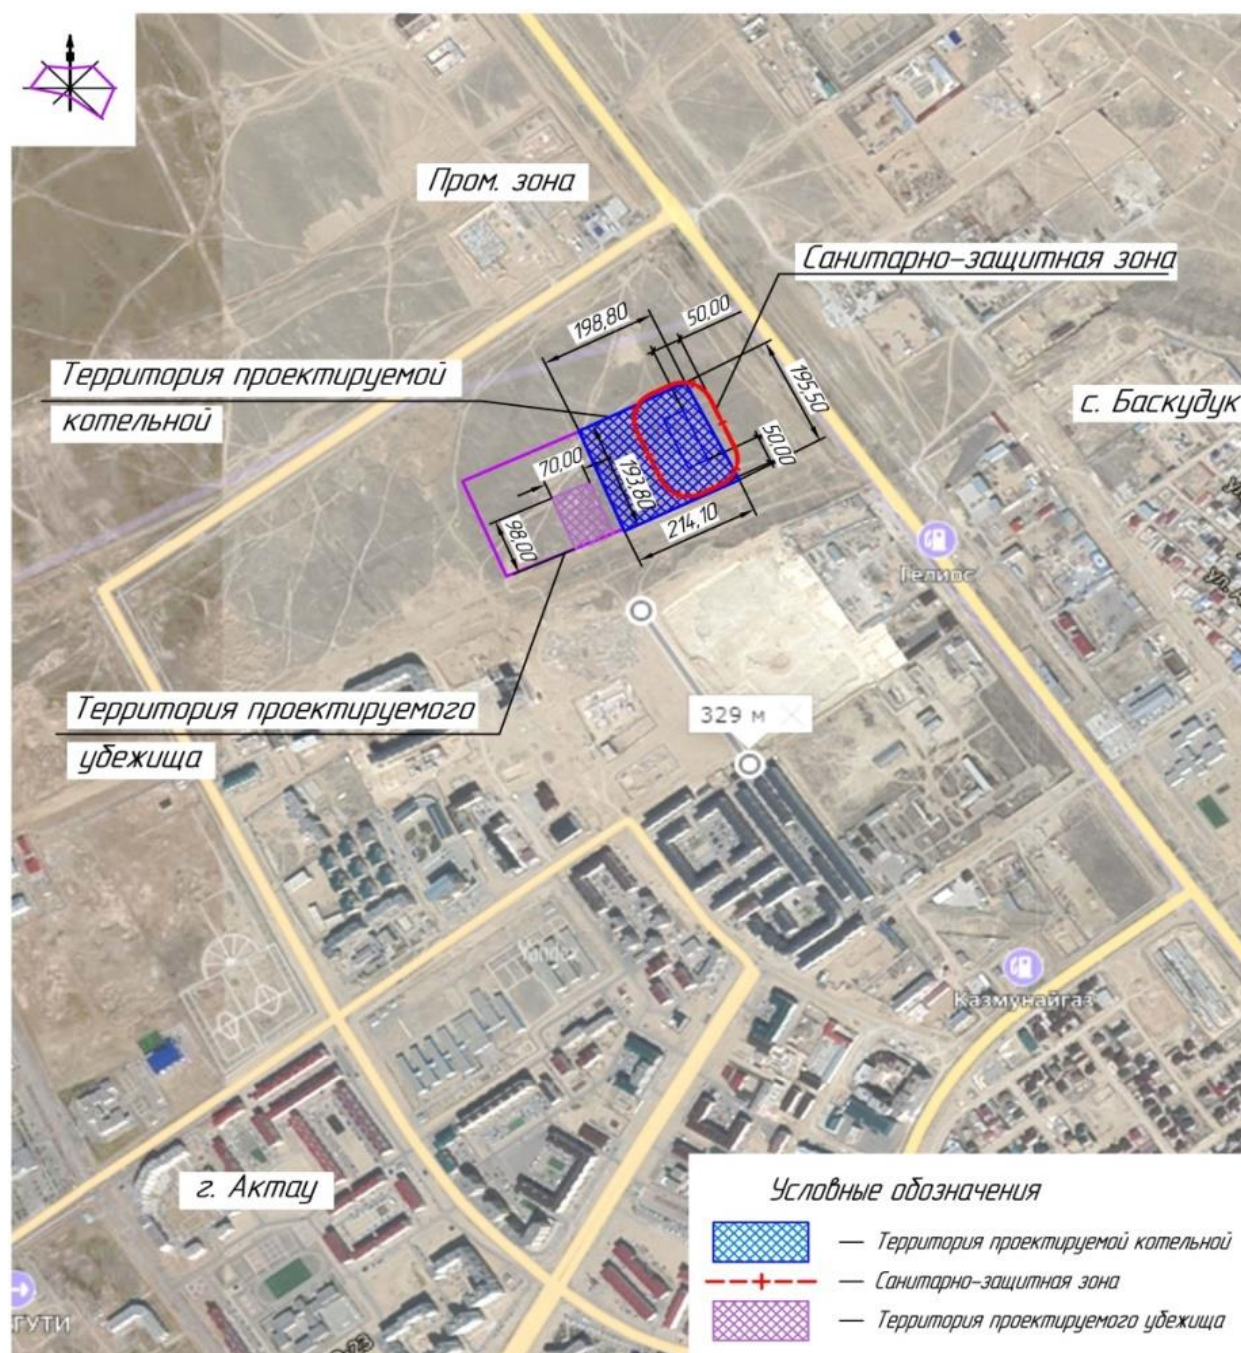 Пром. зона
Санитарно-защитная зона
198,80
50,00
Территория проектируемой
котельной
195,50
с. Баскудук
50,00
70,00
193,80
214,10
98,00
Гелиос
Территория проектируемого
убежища
329 м
Yandex
Казмунайгаз
г. Актау
Условные обозначения
— Территория проектируемой котельной
— Санитарно-защитная зона
— Территория проектируемого убежища
ГУТИ